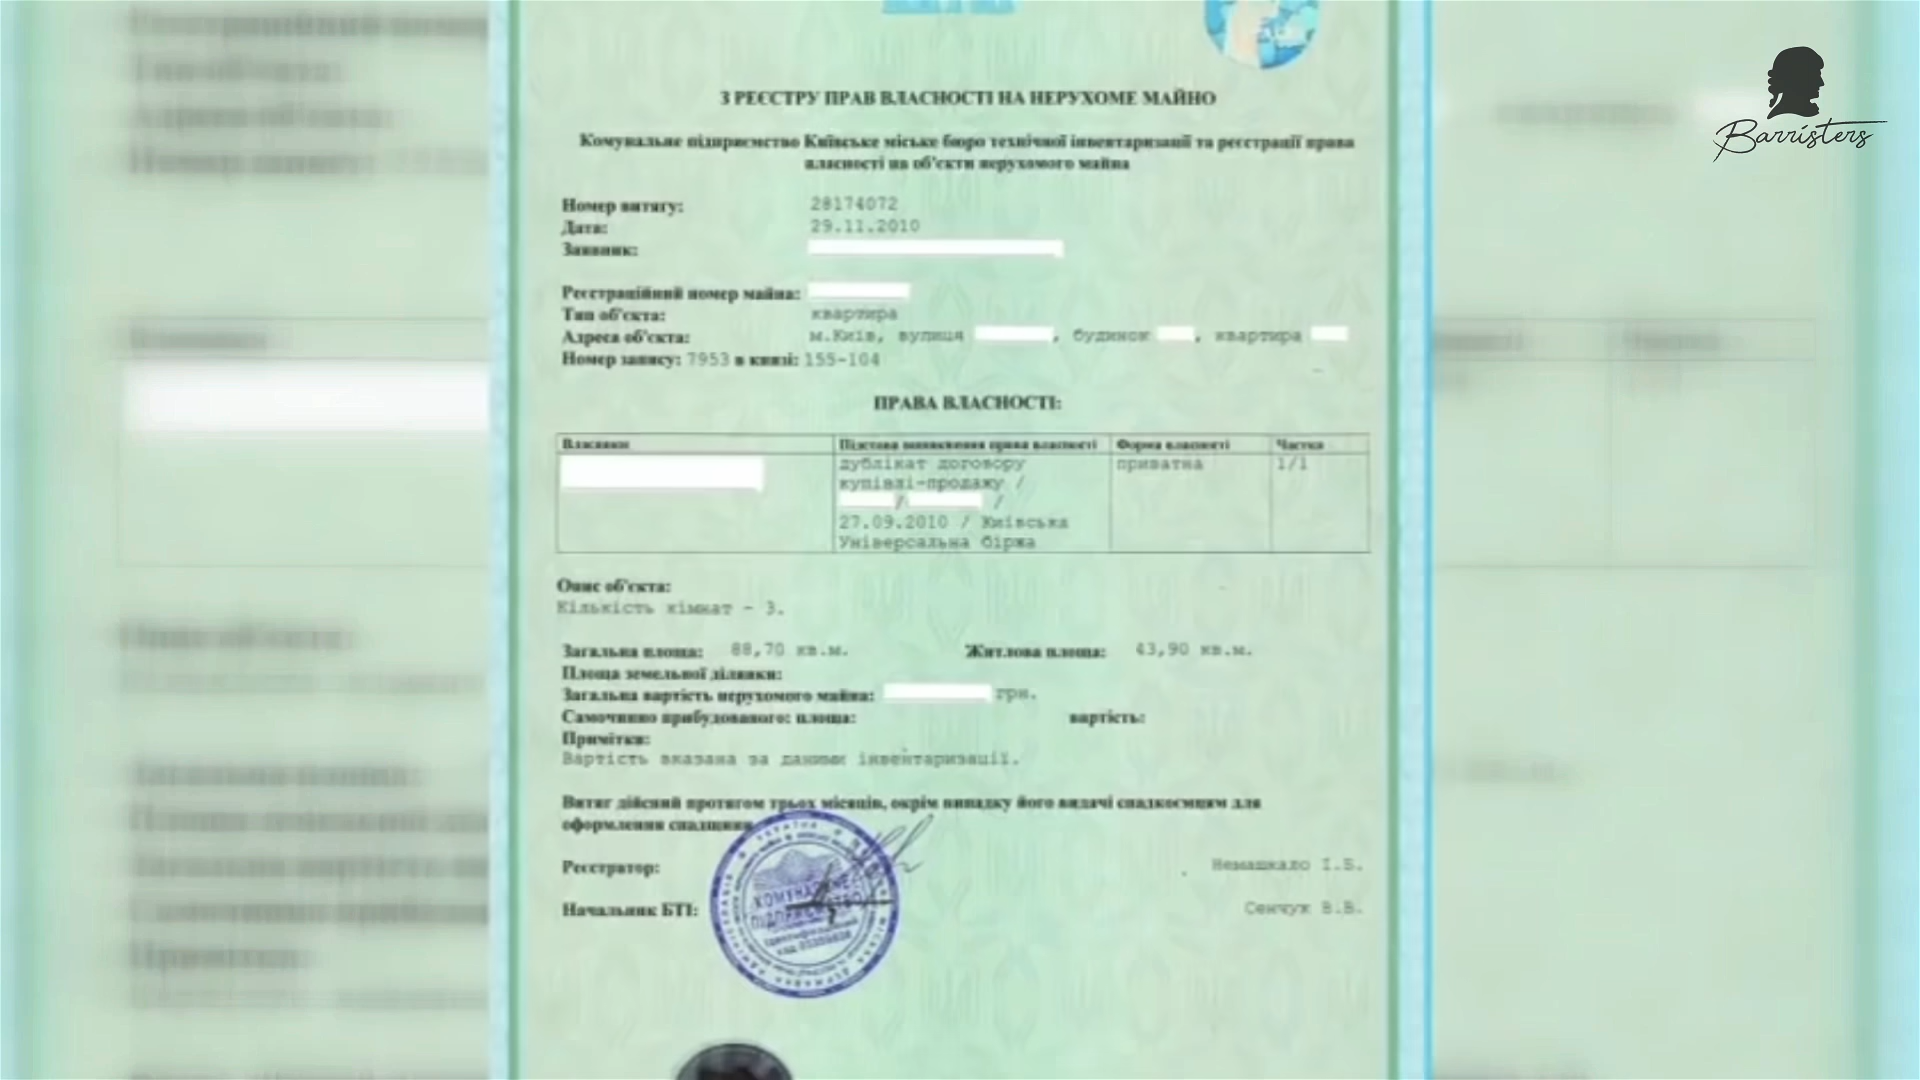 Barristers
З РЕЄСТРУ ПРАВ ВЛАСНОСТІ НА НЕРУХОМЕ МАЙНО
Комунальне підприємство Київське міське бюро технічної інвентаризації та реєстрації права
власності на об'єкти нерухомого майна
Номер витягу: 28174072
Дата: 29.11.2010
Заявник:
Реєстраційний номер майна:
Тип об'єкта: квартира
Адреса об'єкта: м.Київ, вулиця , будинок , квартира
Номер запису: 7953 в книзі: 155-104
ПРАВА ВЛАСНОСТІ:
Власники Підстава виникнення права власності Форма власності Частка
дублікат договору приватна 1/1
купівлі-продажу /
/ /
27.09.2010 / Київська
Універсальна біржа
Опис об'єкта:
Кількість кімнат - 3.
Загальна площа: 88,70 кв.м. Житлова площа: 43,90 кв.м.
Площа земельної ділянки:
Загальна вартість нерухомого майна: грн.
Самочинно прибудованого: площа: вартість:
Примітки:
Вартість вказана за даними інвентаризації.
Витяг дійсний протягом трьох місяців, окрім випадку його видачі спадкоємцям для
оформлення спадщини
Реєстратор: Немашкало І.Б.
КОМУНАЛЬНЕ
ПІДПРИЄМСТВО
Начальник БТІ: Сенчук В.В.